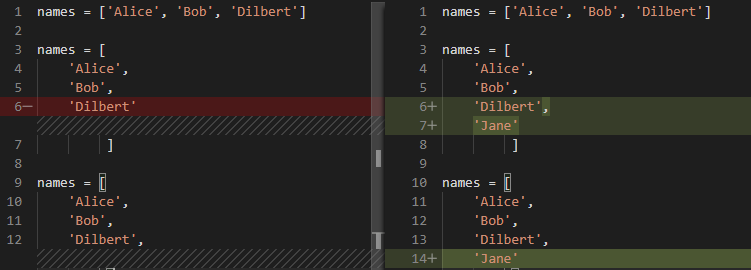 1 names = ['Alice', 'Bob', 'Dilbert']
2
3 names = [
4 'Alice',
5 'Bob',
6− 'Dilbert'
7 ]
8
9 names = [
10 'Alice',
11 'Bob',
12 'Dilbert',
1 names = ['Alice', 'Bob', 'Dilbert']
2
3 names = [
4 'Alice',
5 'Bob',
6+ 'Dilbert',
7+ 'Jane'
8 ]
9
10 names = [
11 'Alice',
12 'Bob',
13 'Dilbert',
14+ 'Jane'